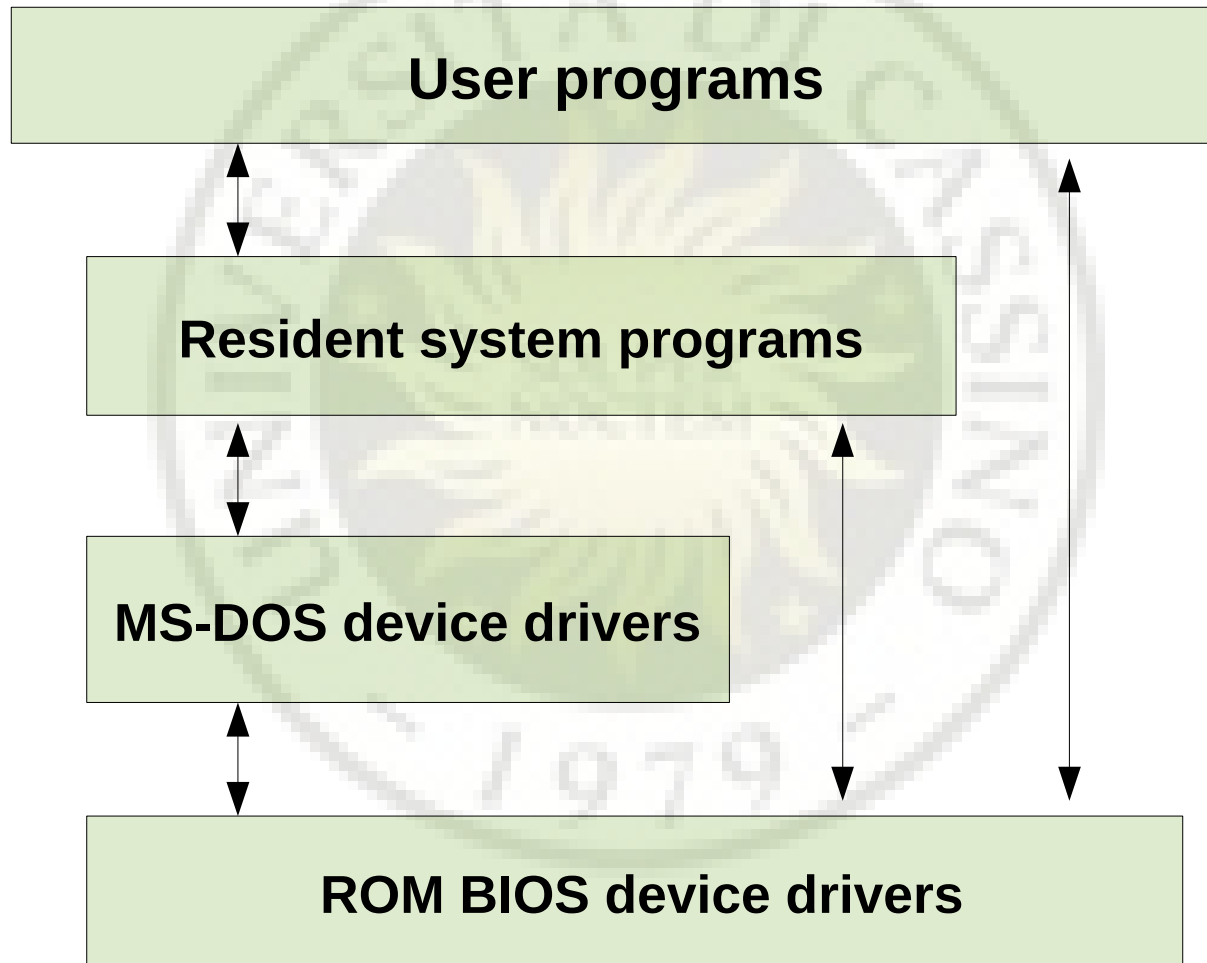 User programs
Resident system programs
MS-DOS device drivers
ROM BIOS device drivers
1979